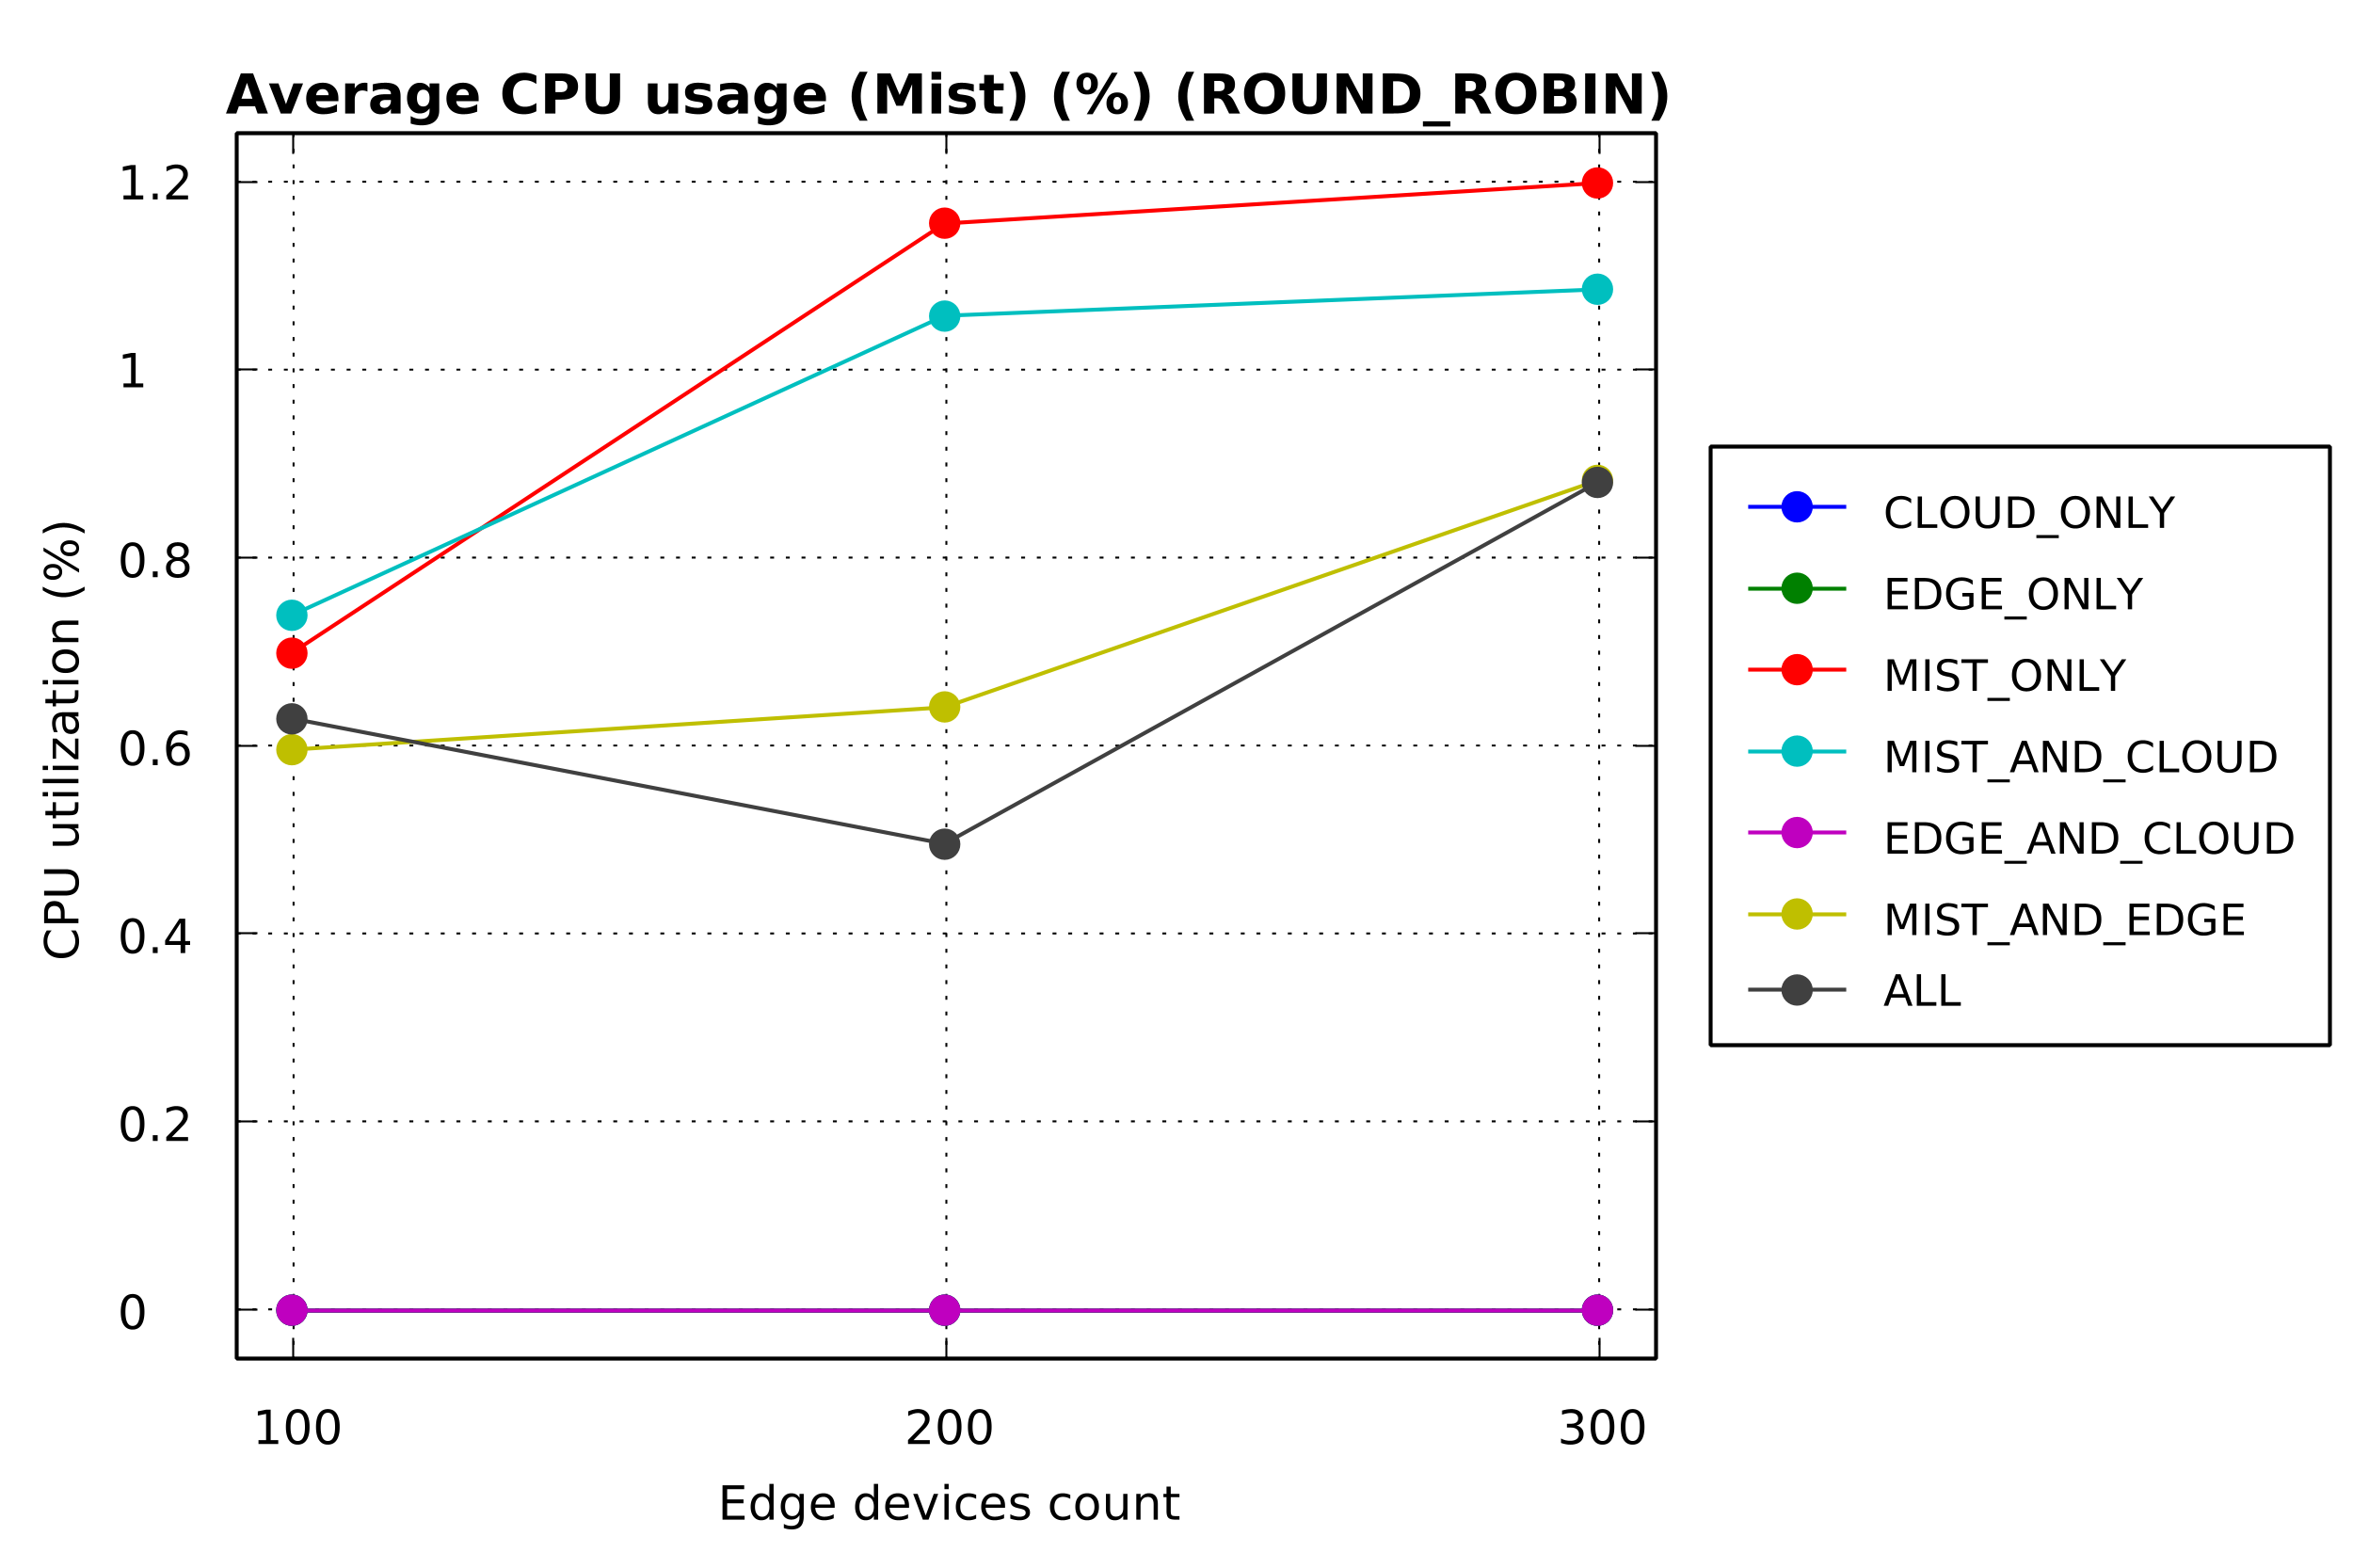 Average CPU usage (Mist) (%) (ROUND_ROBIN)
1.2
1
0.8
0.6
0.4
0.2
0
CPU utilization (%)
100
200
300
Edge devices count
CLOUD_ONLY
EDGE_ONLY
MIST_ONLY
MIST_AND_CLOUD
EDGE_AND_CLOUD
MIST_AND_EDGE
ALL